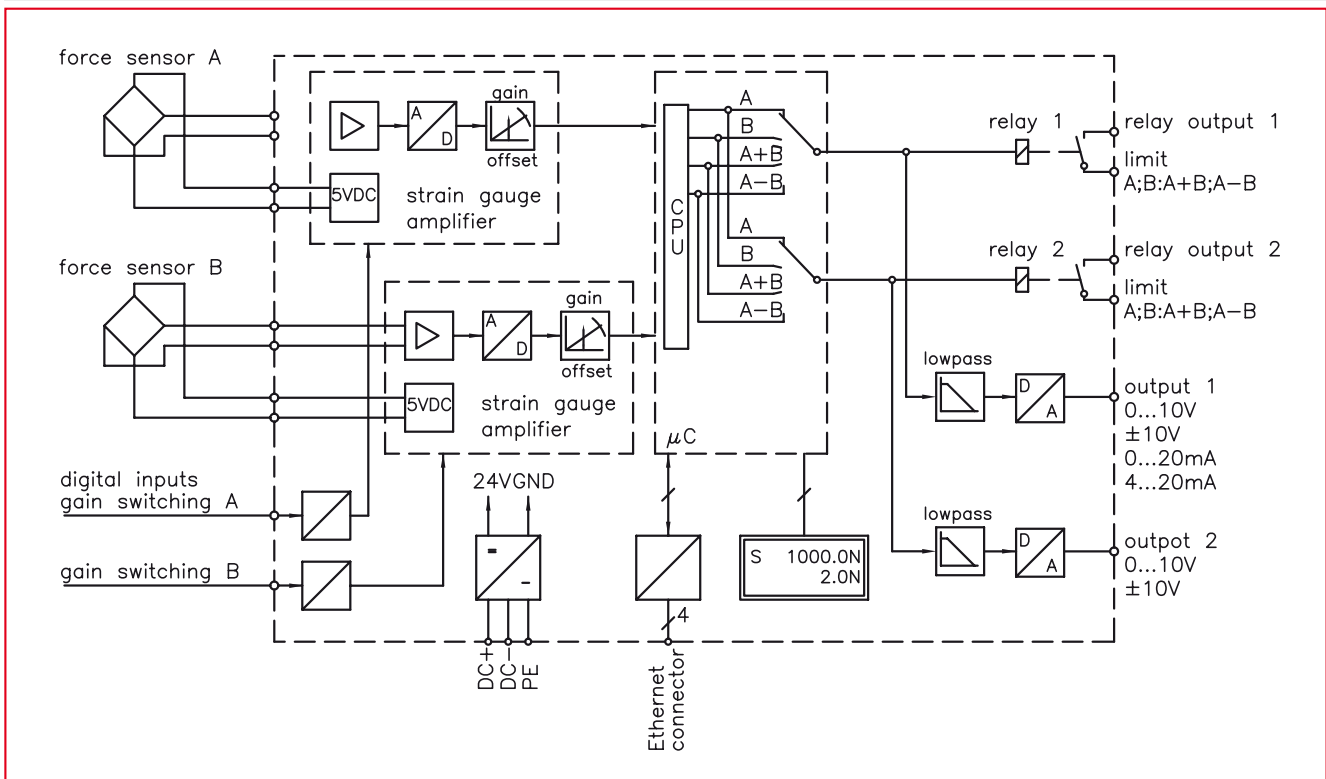 force sensor A
A
D
gain
offset
5VDC
strain gauge
amplifier
force sensor B
A
D
gain
offset
5VDC
strain gauge
amplifier
digital inputs
gain switching A
gain switching B
24VGND
DC+
DC-
PE
CPU
A
B
A+B
A-B
A
B
A+B
A-B
μC
4
Ethernet
connector
S 1000.0N
2.0N
relay 1
relay output 1
limit
A;B:A+B;A-B
relay 2
relay output 2
limit
A;B:A+B;A-B
lowpass
D
A
output 1
0...10V
±10V
0...20mA
4...20mA
lowpass
D
A
outpot 2
0...10V
±10V